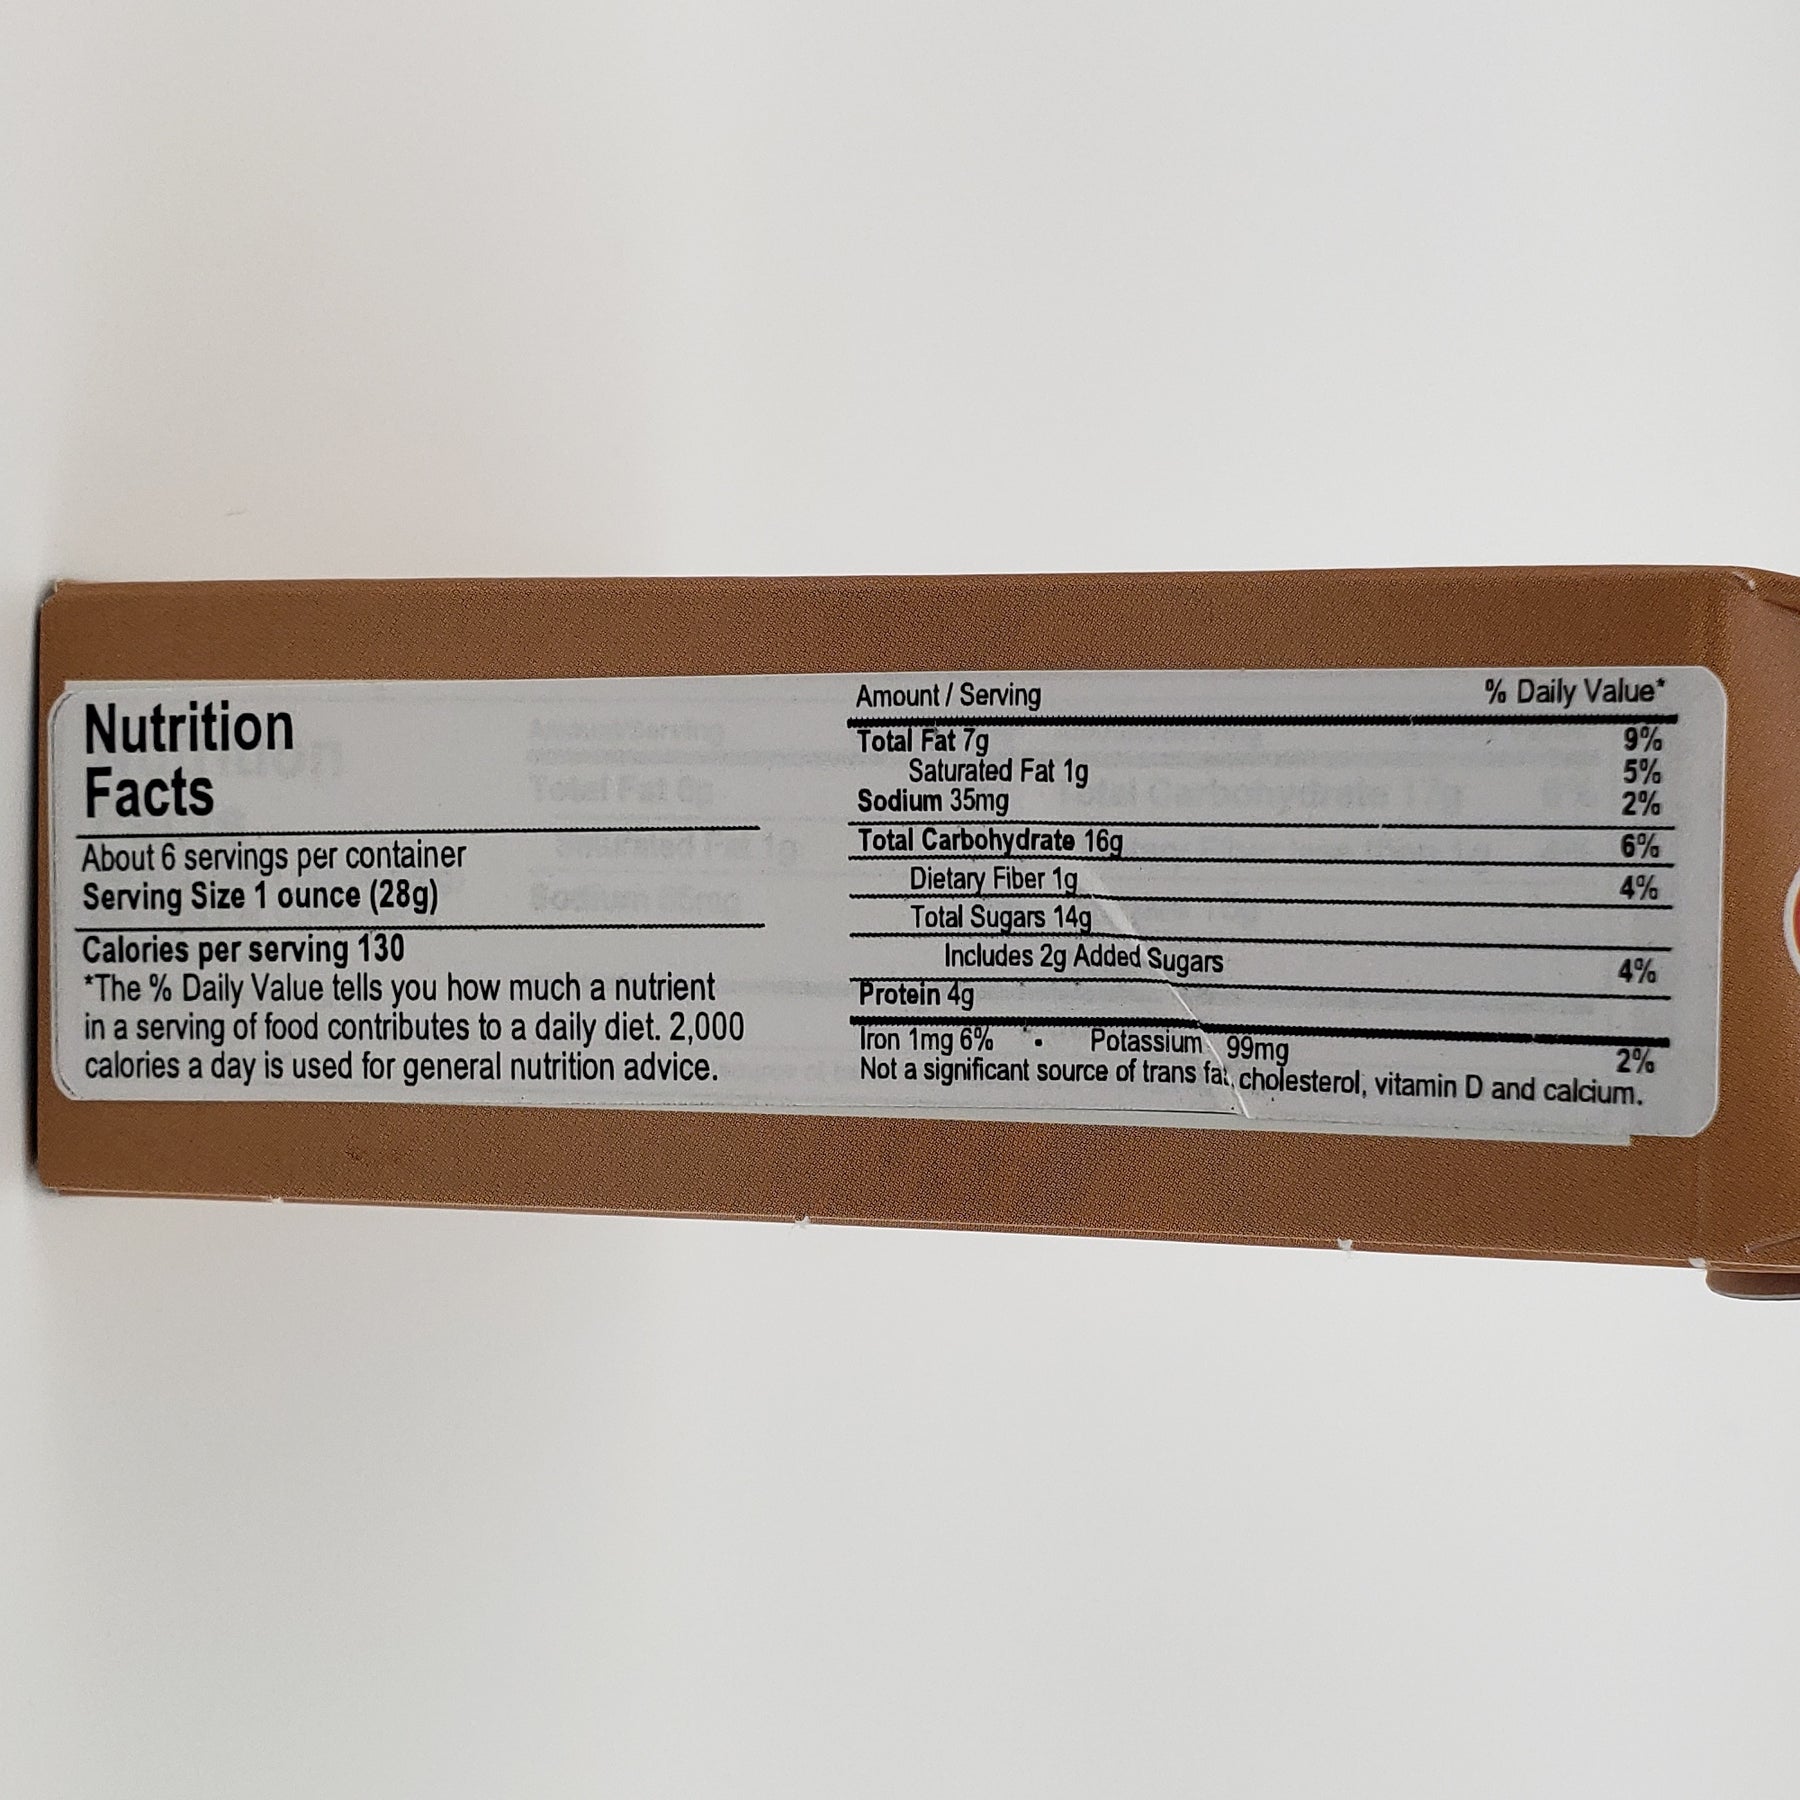 Nutrition
Facts
About 6 servings per container
Serving Size 1 ounce (28g)
Calories per serving 130
*The % Daily Value tells you how much a nutrient
in a serving of food contributes to a daily diet. 2,000
calories a day is used for general nutrition advice.
Amount / Serving % Daily Value*
Total Fat 7g 9%
Saturated Fat 1g 5%
Sodium 35mg 2%
Total Carbohydrate 16g 6%
Dietary Fiber 1g 4%
Total Sugars 14g
Includes 2g Added Sugars 4%
Protein 4g
Iron 1mg 6% • Potassium 99mg 2%
Not a significant source of trans fat, cholesterol, vitamin D and calcium.